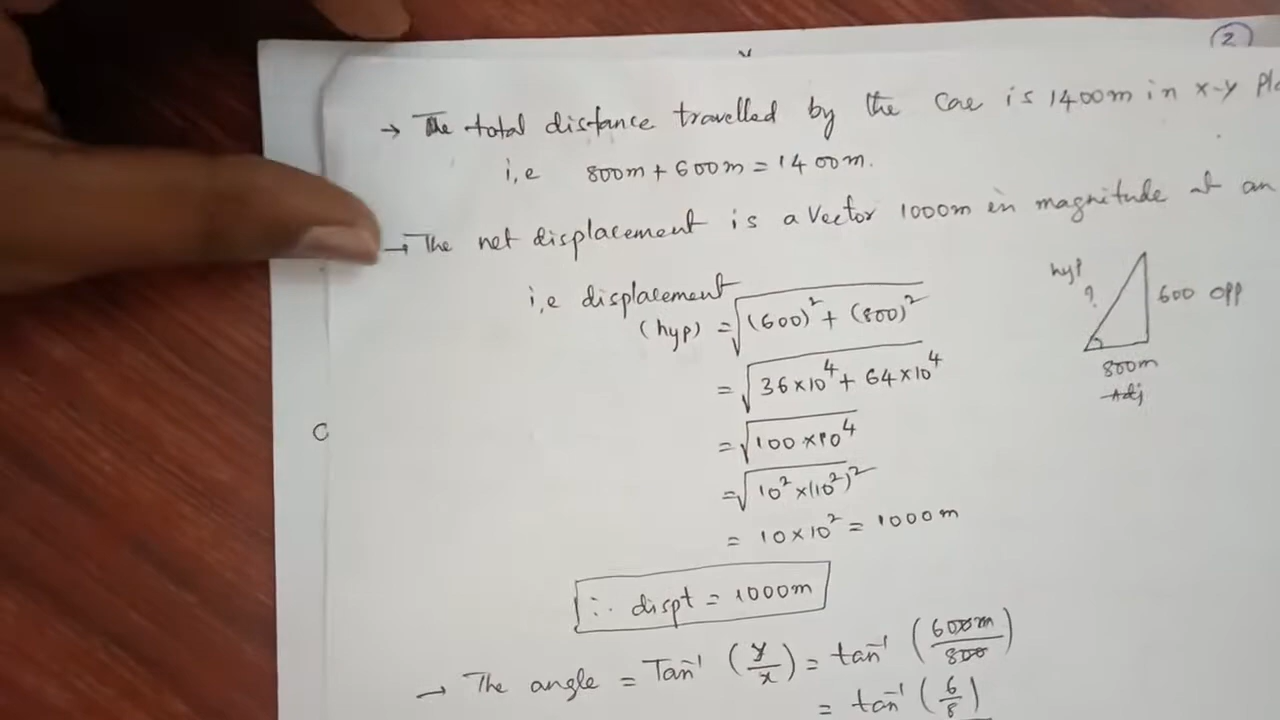 2
→ The total distance travelled by the car is 1400m in x-y Pla
i,e 800m + 600m = 1400m.
→ The net displacement is a vector 1000m in magnitude at an
i,e displacement
(hyp) = √((600)² + (800)²)
= √(36×10⁴ + 64×10⁴)
= √(100×10⁴)
= √(10²×(10²)²)
= 10×10² = 1000m
hyp
?
600 opp
800m
Adj
∴ dispt = 1000m
→ The angle = Tan⁻¹ (y/x) = tan⁻¹ (600m/800)
= tan⁻¹ (6/8)